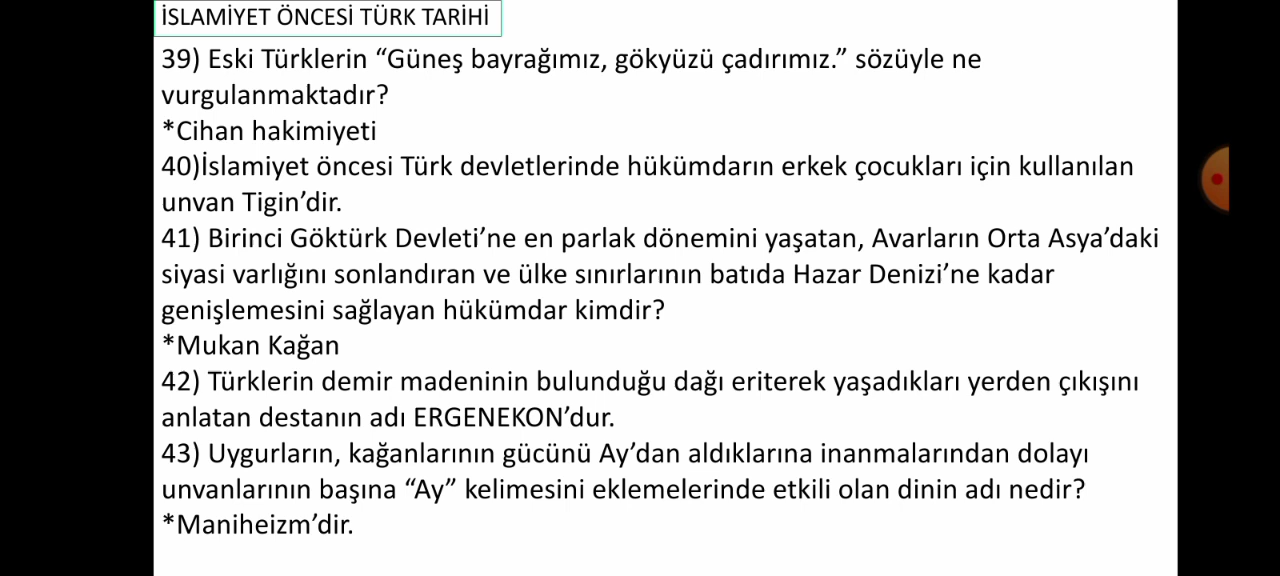 İSLAMİYET ÖNCESİ TÜRK TARİHİ
39) Eski Türklerin “Güneş bayrağımız, gökyüzü çadırımız.” sözüyle ne
vurgulanmaktadır?
*Cihan hakimiyeti
40)İslamiyet öncesi Türk devletlerinde hükümdarın erkek çocukları için kullanılan
unvan Tigin’dir.
41) Birinci Göktürk Devleti’ne en parlak dönemini yaşatan, Avarların Orta Asya’daki
siyasi varlığını sonlandıran ve ülke sınırlarının batıda Hazar Denizi’ne kadar
genişlemesini sağlayan hükümdar kimdir?
*Mukan Kağan
42) Türklerin demir madeninin bulunduğu dağı eriterek yaşadıkları yerden çıkışını
anlatan destanın adı ERGENEKON’dur.
43) Uygurların, kağanlarının gücünü Ay’dan aldıklarına inanmalarından dolayı
unvanlarının başına “Ay” kelimesini eklemelerinde etkili olan dinin adı nedir?
*Maniheizm’dir.